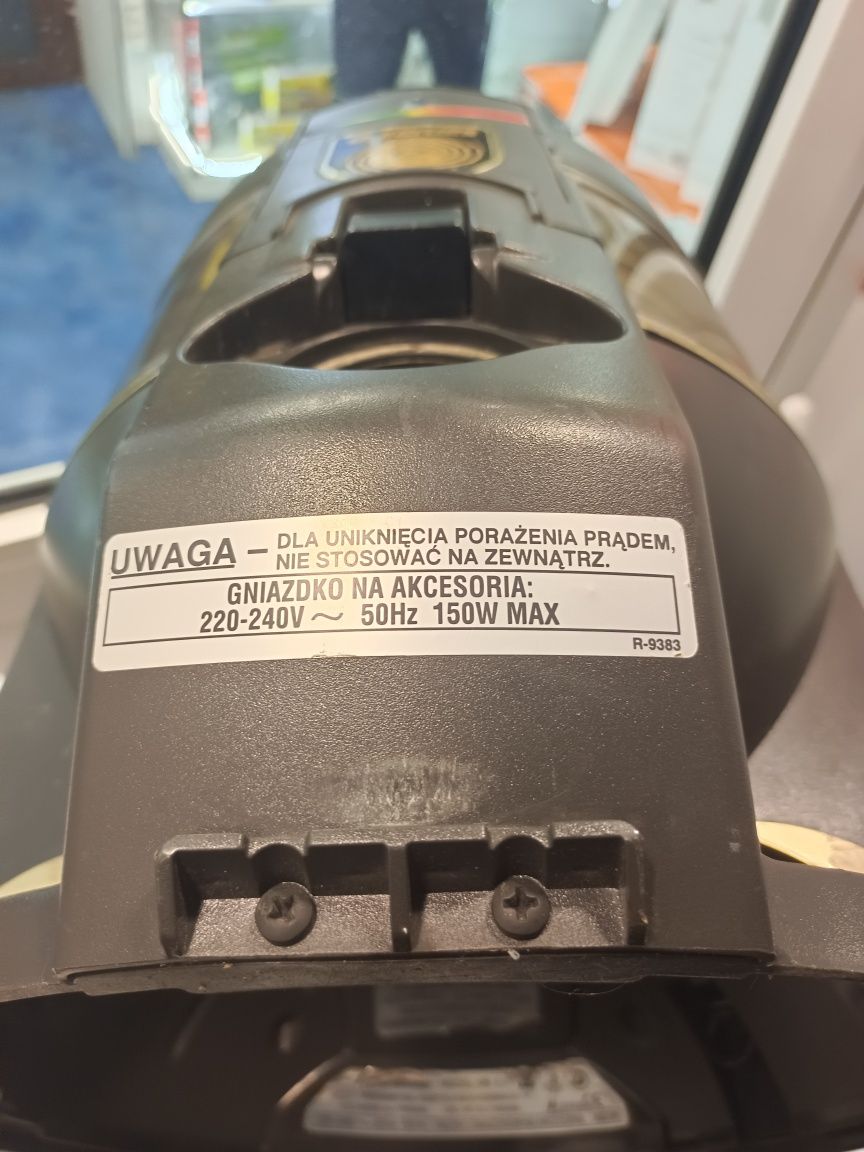 UWAGA – DLA UNIKNIĘCIA PORAŻENIA PRĄDEM,
NIE STOSOWAĆ NA ZEWNĄTRZ.
GNIAZDKO NA AKCESORIA:
220-240V ~ 50Hz 150W MAX
R-9383